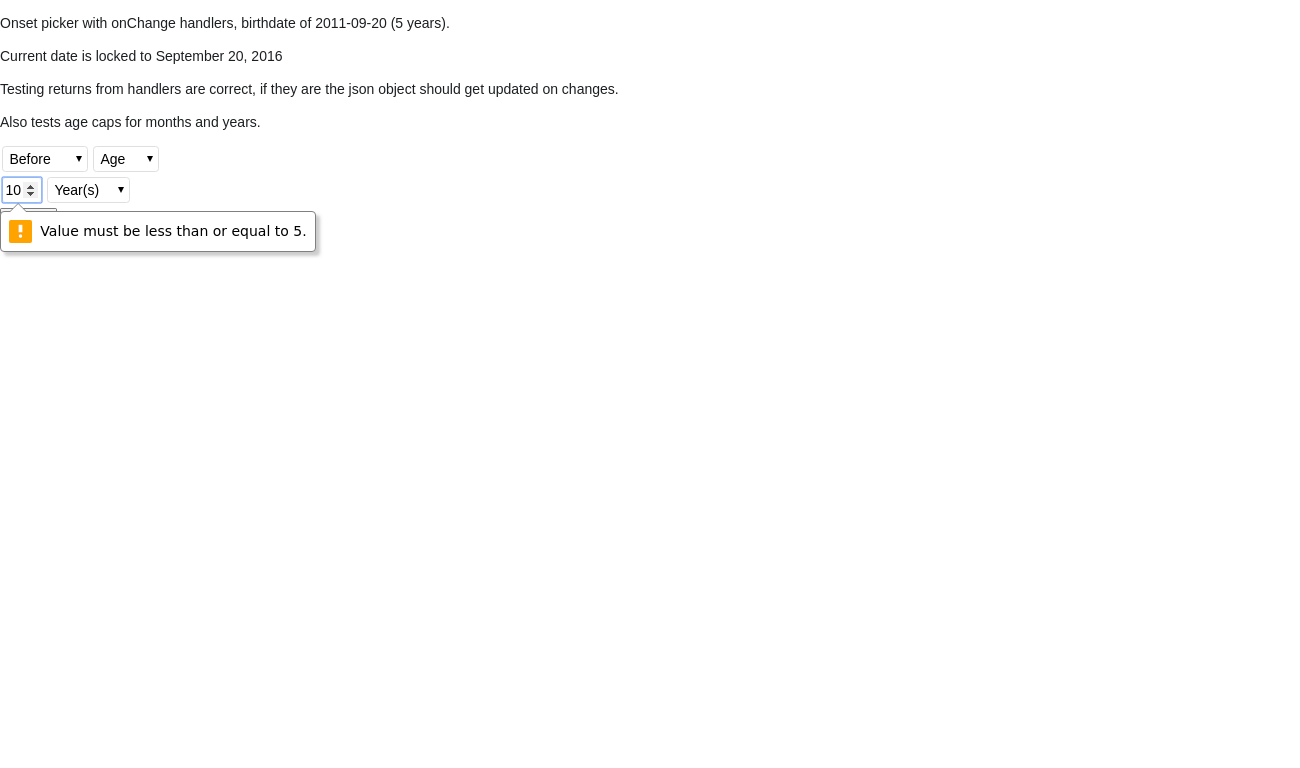 Onset picker with onChange handlers, birthdate of 2011-09-20 (5 years).
Current date is locked to September 20, 2016
Testing returns from handlers are correct, if they are the json object should get updated on changes.
Also tests age caps for months and years.
Before Age
10 Year(s)
Value must be less than or equal to 5.